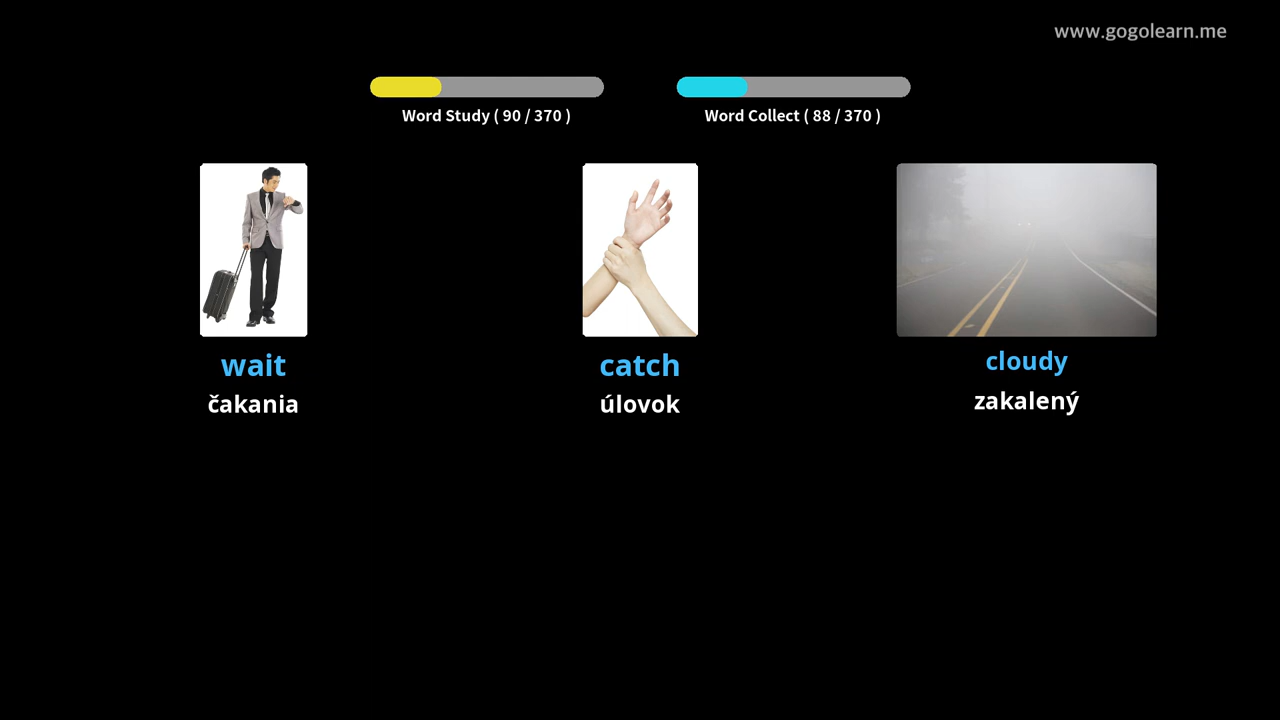 www.gogolearn.me
Word Study ( 90 / 370 )
Word Collect ( 88 / 370 )
wait
čakania
catch
úlovok
cloudy
zakalený